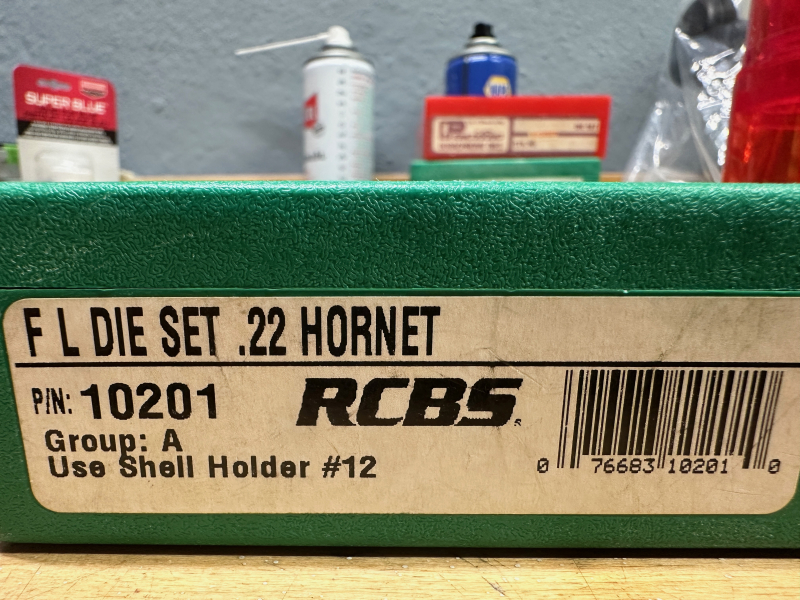 SUPER BLUE
F L DIE SET .22 HORNET
P/N: 10201
RCBS
Group: A
Use Shell Holder #12
0 76683 10201 0